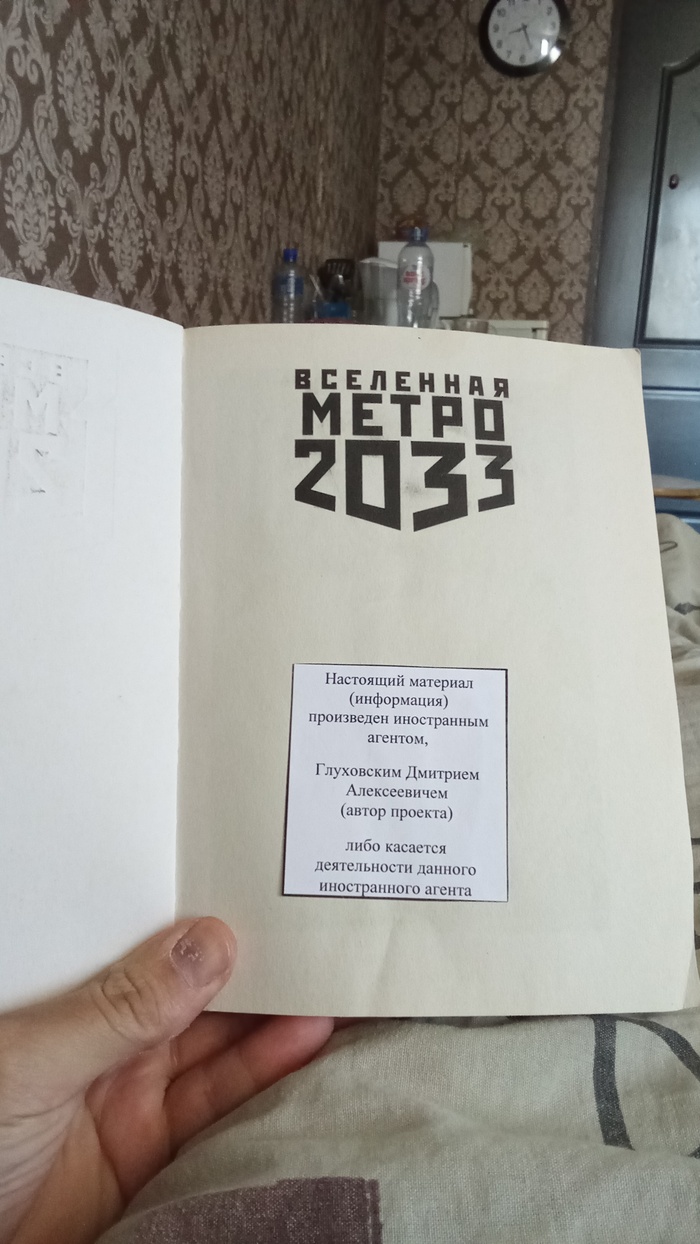 ВСЕЛЕННАЯ
МЕТРО
2033
Настоящий материал
(информация)
произведен иностранным
агентом,
Глуховским Дмитрием
Алексеевичем
(автор проекта)
либо касается
деятельности данного
иностранного агента